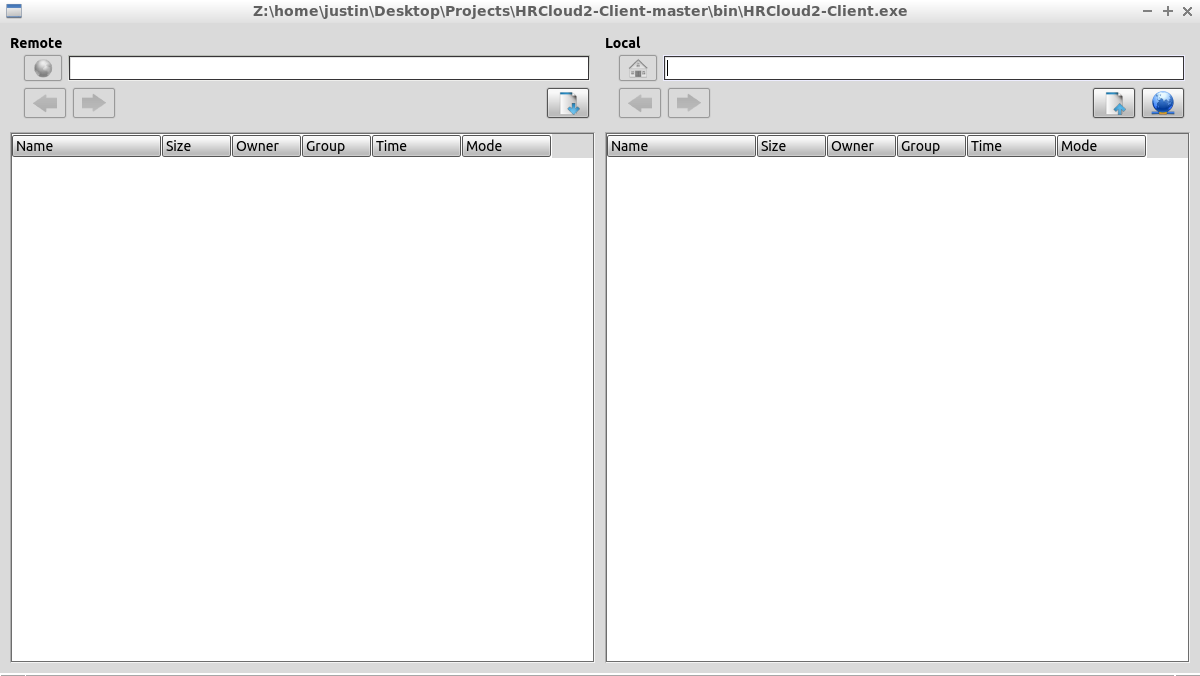 Z:\home\justin\Desktop\Projects\HRCloud2-Client-master\bin\HRCloud2-Client.exe
Remote
Local
Name Size Owner Group Time Mode
Name Size Owner Group Time Mode